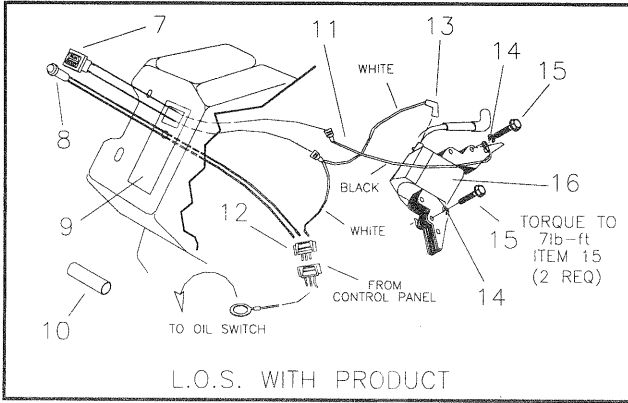 7
8
9
10
11
12
13
14
15
16
WHITE
BLACK
WHITE
15
14
TORQUE TO
7lb-ft
ITEM 15
(2 REQ)
FROM
CONTROL PANEL
TO OIL SWITCH
L.O.S. WITH PRODUCT